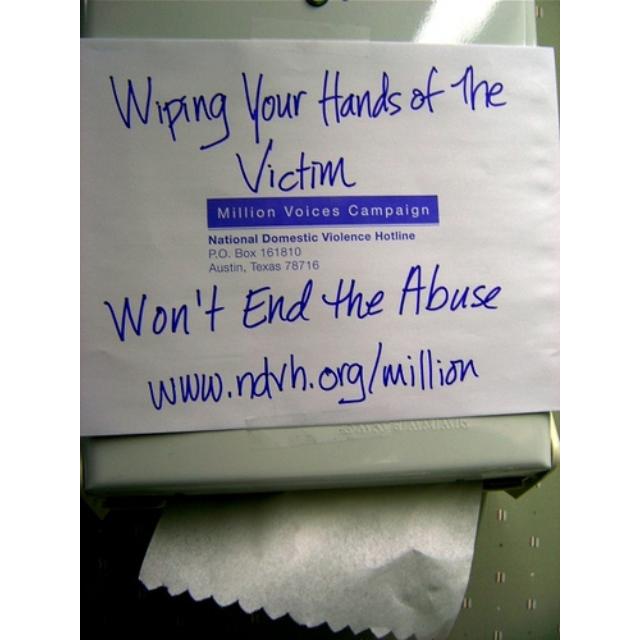 Wiping Your Hands of The
Victim
Million Voices Campaign
National Domestic Violence Hotline
P.O. Box 161810
Austin, Texas 78716
Won't End the Abuse
www.ndvh.org/million